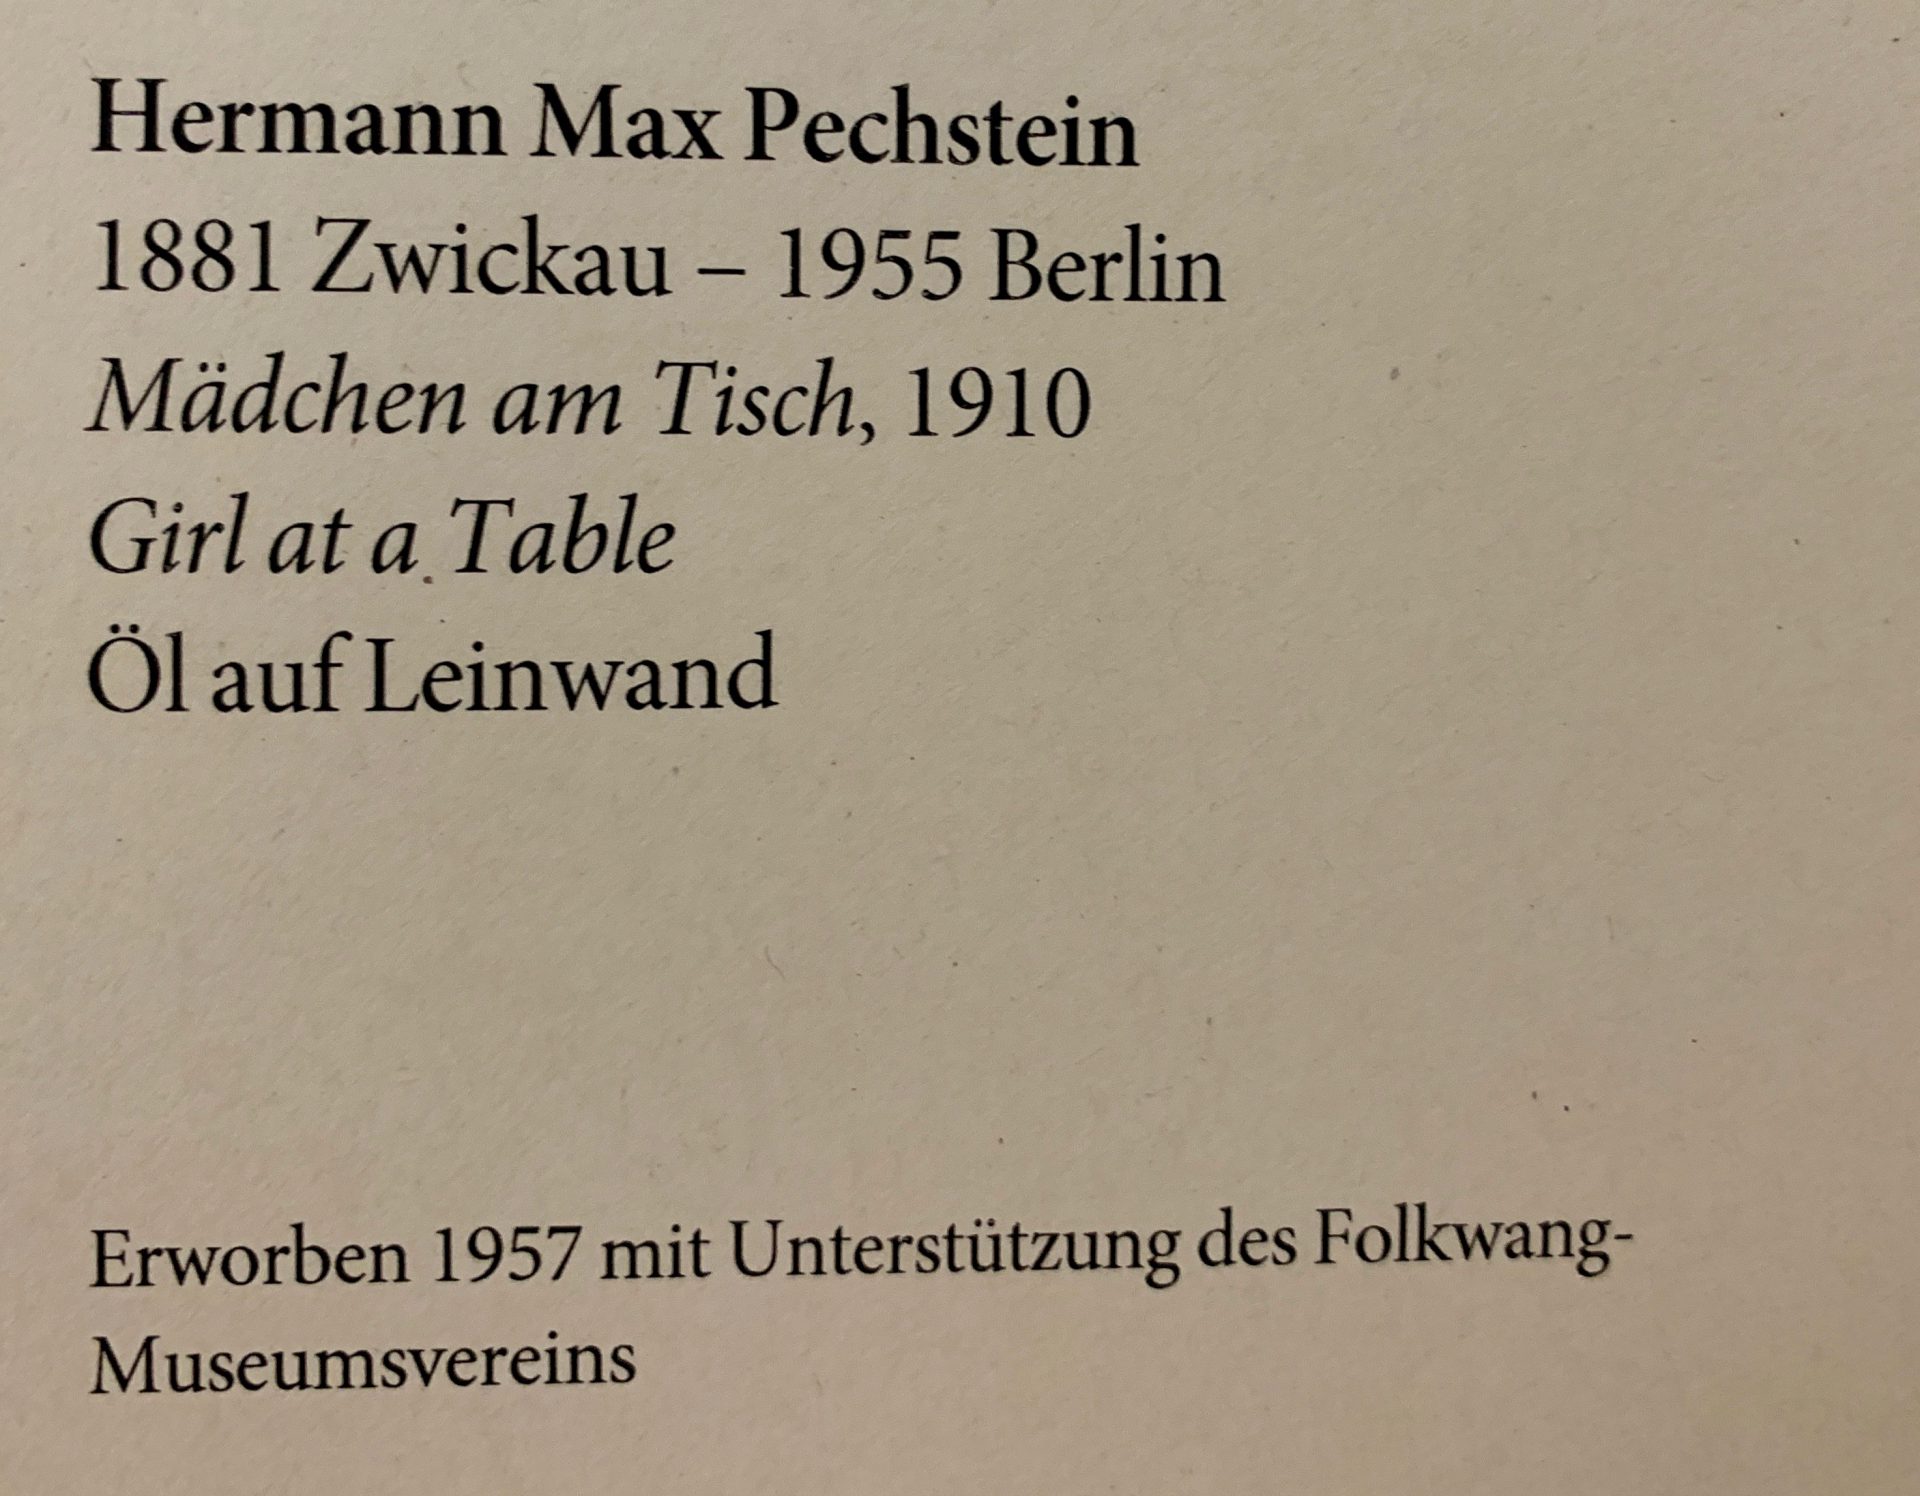 Hermann Max Pechstein
1881 Zwickau – 1955 Berlin
Mädchen am Tisch, 1910
Girl at a Table
Öl auf Leinwand
Erworben 1957 mit Unterstützung des Folkwang-
Museumsvereins